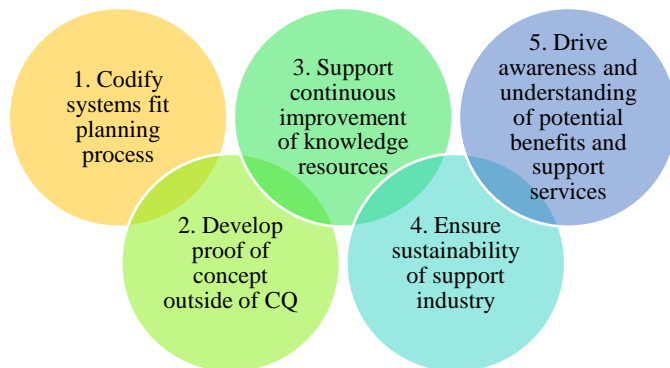 1. Codify
systems fit
planning
process
2. Develop
proof of
concept
outside of CQ
3. Support
continuous
improvement
of knowledge
resources
4. Ensure
sustainability
of support
industry
5. Drive
awareness and
understanding
of potential
benefits and
support
services